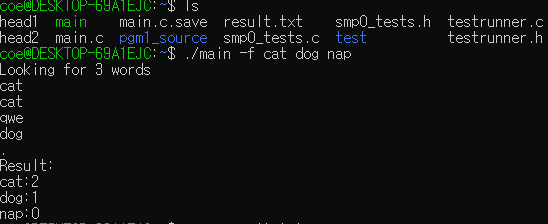 coe@DESKTOP-69A1EJC:~$ ls
head1 main main.c.save result.txt smp0_tests.h testrunner.c
head2 main.c pgm1_source smp0_tests.c test testrunner.h
coe@DESKTOP-69A1EJC:~$ ./main -f cat dog nap
Looking for 3 words
cat
cat
qwe
dog
.
Result:
cat:2
dog:1
nap:0